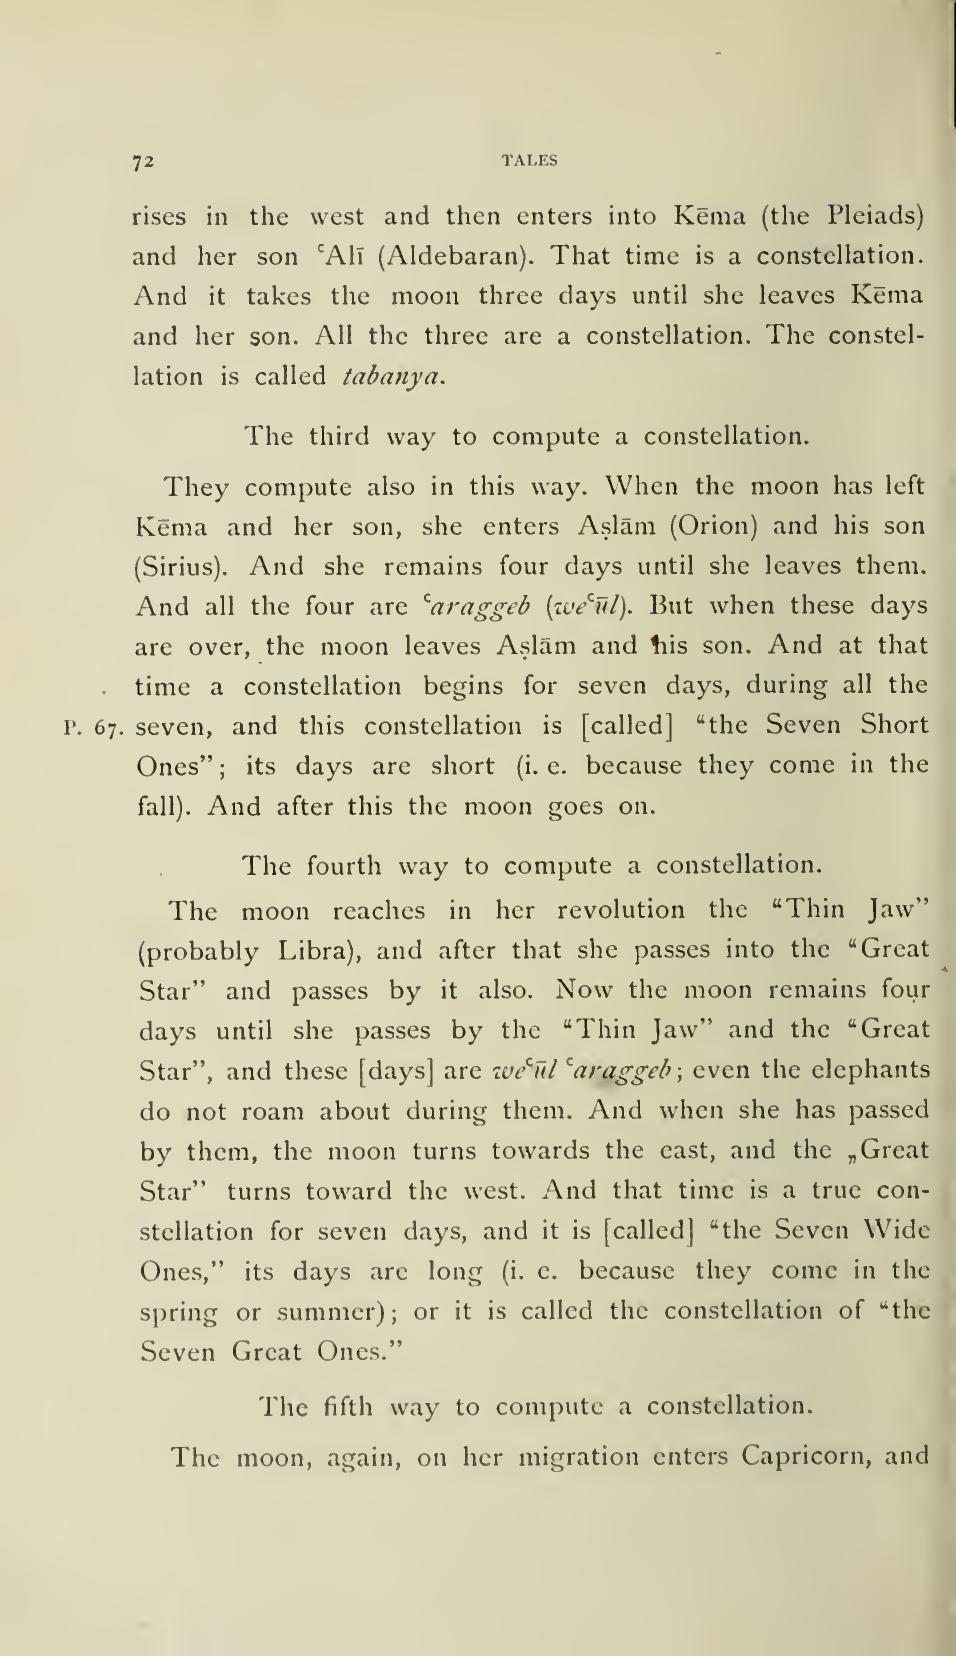 72 TALES
rises in the west and then enters into Kēma (the Pleiads)
and her son ʿAlī (Aldebaran). That time is a constellation.
And it takes the moon three days until she leaves Kēma
and her son. All the three are a constellation. The constel-
lation is called tabanya.
The third way to compute a constellation.
They compute also in this way. When the moon has left
Kēma and her son, she enters Aṣlām (Orion) and his son
(Sirius). And she remains four days until she leaves them.
And all the four are ʿaraggeb (weʿūl). But when these days
are over, the moon leaves Aṣlām and his son. And at that
time a constellation begins for seven days, during all the
P. 67. seven, and this constellation is [called] “the Seven Short
Ones”; its days are short (i. e. because they come in the
fall). And after this the moon goes on.
The fourth way to compute a constellation.
The moon reaches in her revolution the “Thin Jaw”
(probably Libra), and after that she passes into the “Great
Star” and passes by it also. Now the moon remains four
days until she passes by the “Thin Jaw” and the “Great
Star”, and these [days] are weʿūl ʿaraggeb; even the elephants
do not roam about during them. And when she has passed
by them, the moon turns towards the east, and the „Great
Star” turns toward the west. And that time is a true con-
stellation for seven days, and it is [called] “the Seven Wide
Ones,” its days are long (i. e. because they come in the
spring or summer); or it is called the constellation of “the
Seven Great Ones.”
The fifth way to compute a constellation.
The moon, again, on her migration enters Capricorn, and